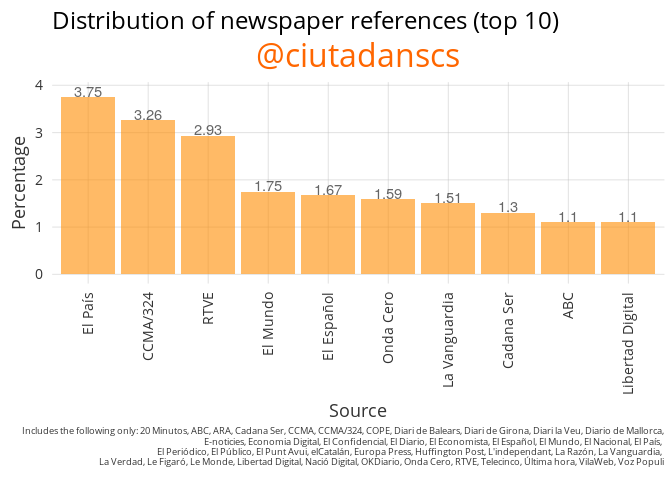 Distribution of newspaper references (top 10)
@ciutadanscs
Percentage
4
3
2
1
0
3.75
3.26
2.93
1.75
1.67
1.59
1.51
1.3
1.1
1.1
El País
CCMA/324
RTVE
El Mundo
El Español
Onda Cero
La Vanguardia
Cadana Ser
ABC
Libertad Digital
Source
Includes the following only: 20 Minutos, ABC, ARA, Cadana Ser, CCMA, CCMA/324, COPE, Diari de Balears, Diari de Girona, Diari la Veu, Diario de Mallorca,
E-noticies, Economia Digital, El Confidencial, El Diario, El Economista, El Español, El Mundo, El Nacional, El País,
El Periódico, El Público, El Punt Avui, elCatalán, Europa Press, Huffington Post, L'independant, La Razón, La Vanguardia,
La Verdad, Le Figaró, Le Monde, Libertad Digital, Nació Digital, OKDiario, Onda Cero, RTVE, Telecinco, Última hora, VilaWeb, Voz Populi